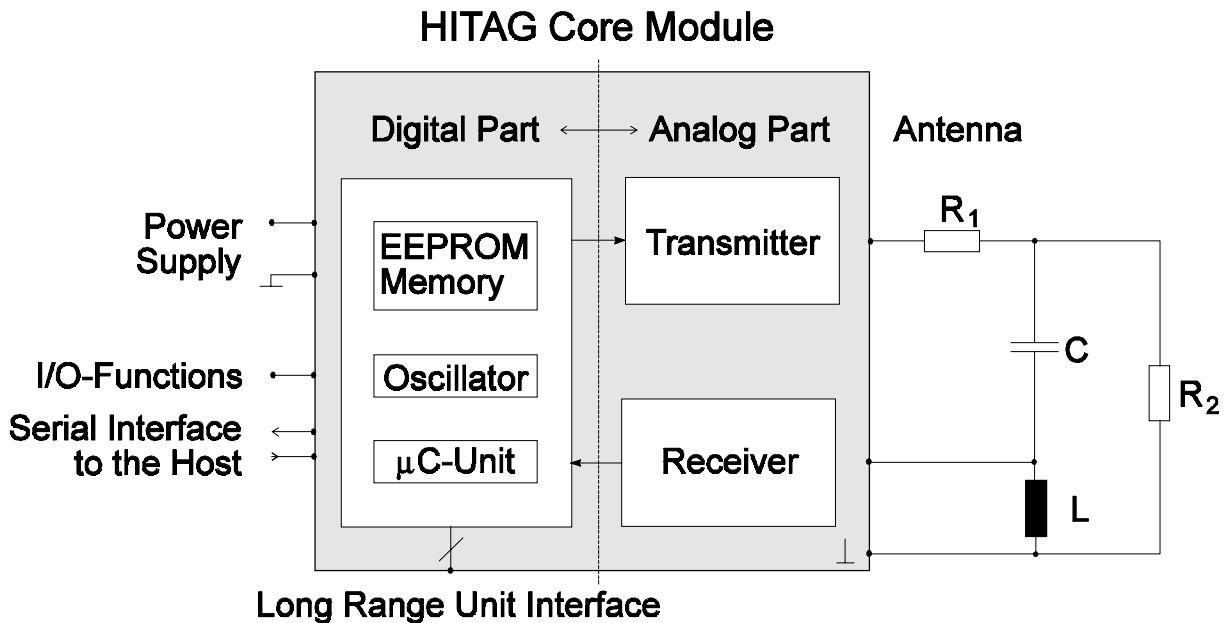 HITAG Core Module
Digital Part
Analog Part
Antenna
Power
Supply
EEPROM
Memory
Transmitter
R1
C
R2
I/O-Functions
Oscillator
Serial Interface
to the Host
μC-Unit
Receiver
L
Long Range Unit Interface